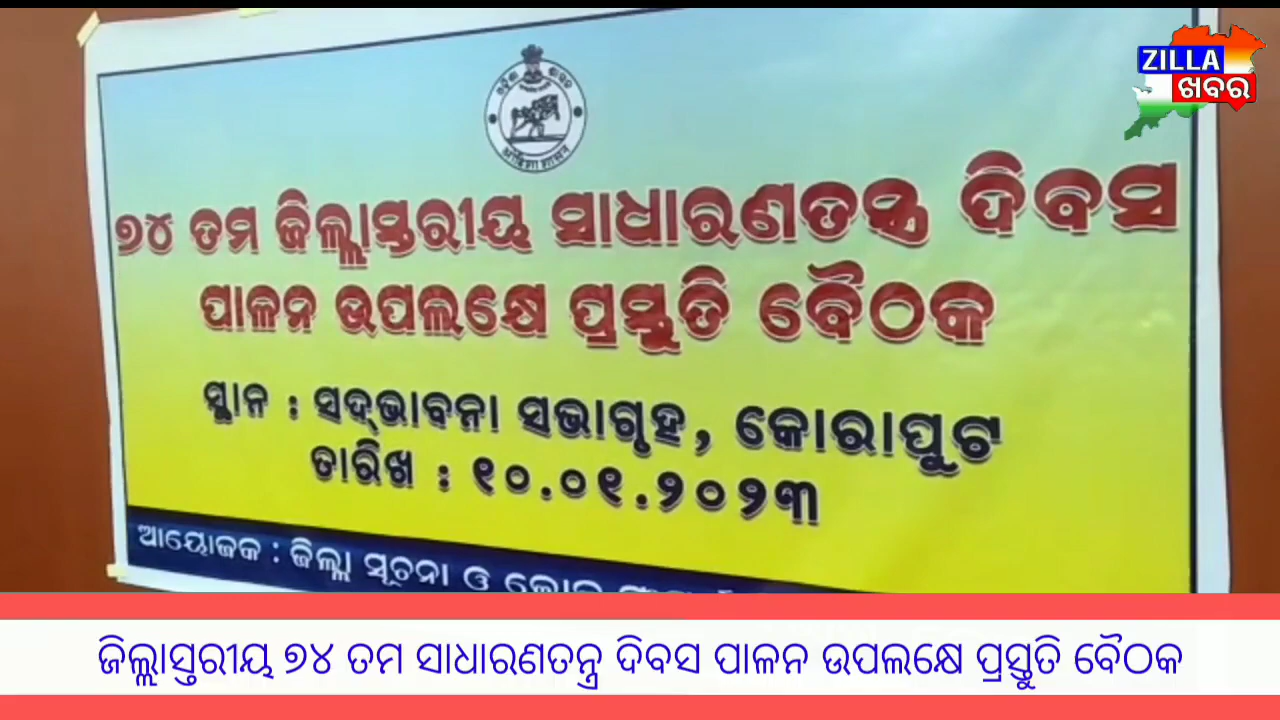 ZILLA
ଖବର
୭୪ ତମ ଜିଲ୍ଲାସ୍ତରୀୟ ସାଧାରଣତନ୍ତ୍ର ଦିବସ
ପାଳନ ଉପଲକ୍ଷେ ପ୍ରସ୍ତୁତି ବୈଠକ
ସ୍ଥାନ : ସଦ୍‌ଭାବନା ସଭାଗୃହ, କୋରାପୁଟ
ତାରିଖ : ୧୦.୦୧.୨୦୨୩
ଆୟୋଜକ : ଜିଲ୍ଲା ସୂଚନା ଓ
ଜିଲ୍ଲାସ୍ତରୀୟ ୭୪ ତମ ସାଧାରଣତନ୍ତ୍ର ଦିବସ ପାଳନ ଉପଲକ୍ଷେ ପ୍ରସ୍ତୁତି ବୈଠକ